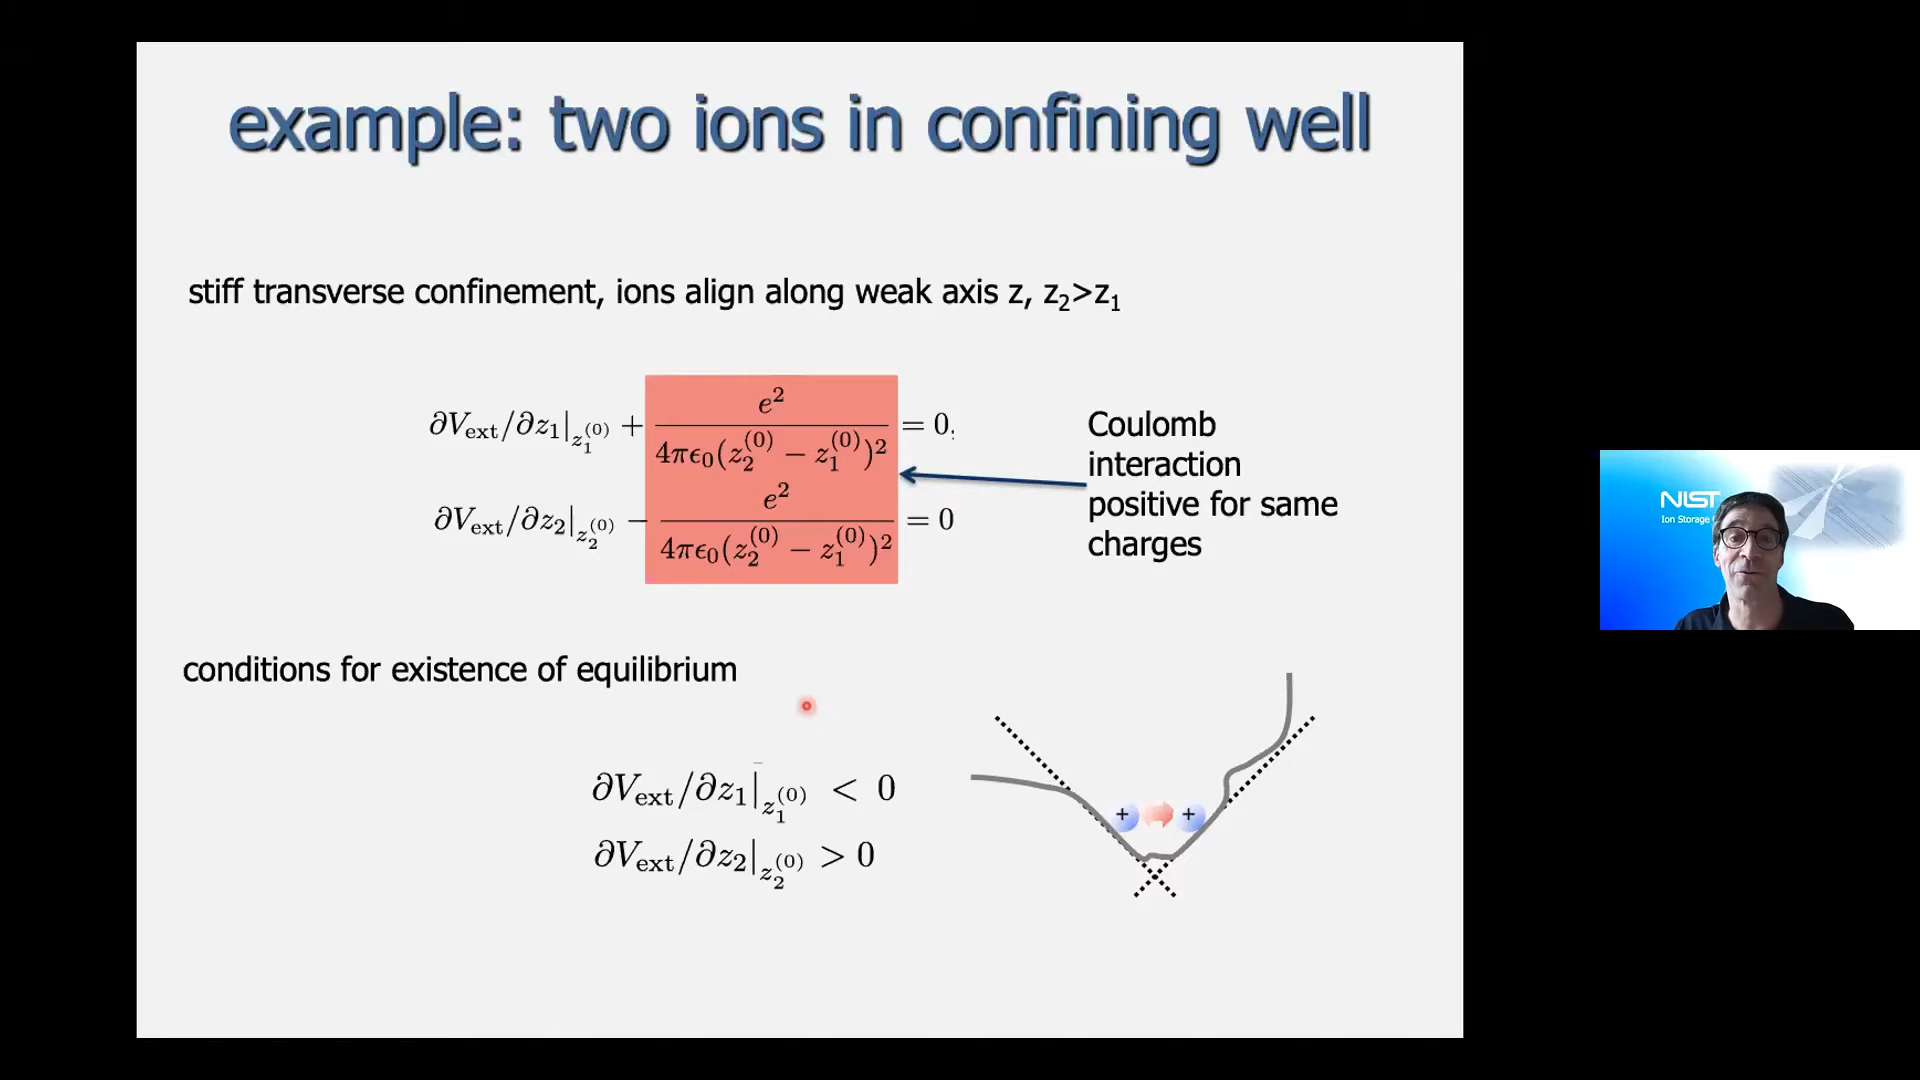 example: two ions in confining well
stiff transverse confinement, ions align along weak axis z, z₂>z₁
∂V_ext/∂z₁|_{z₁^(0)} + e²/(4πϵ₀(z₂^(0) − z₁^(0))²) = 0,
∂V_ext/∂z₂|_{z₂^(0)} − e²/(4πϵ₀(z₂^(0) − z₁^(0))²) = 0
Coulomb
interaction
positive for same
charges
conditions for existence of equilibrium
∂V_ext/∂z₁|_{z₁^(0)} < 0
∂V_ext/∂z₂|_{z₂^(0)} > 0
+ +
NIST
Ion Storage